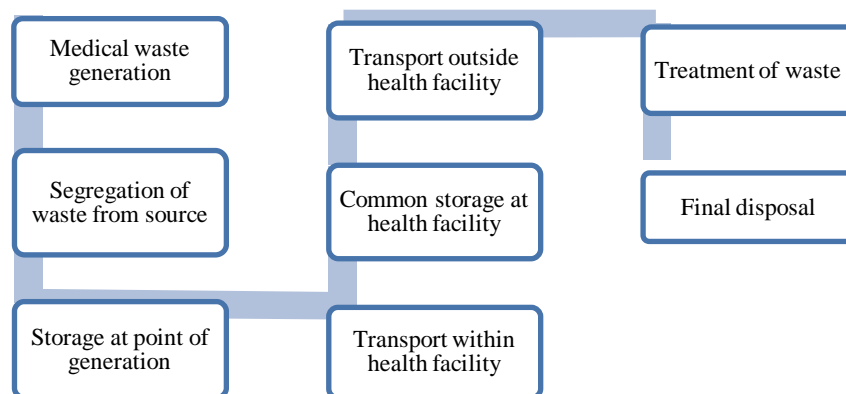 Medical waste
generation
Segregation of
waste from source
Storage at point of
generation
Transport within
health facility
Common storage at
health facility
Transport outside
health facility
Treatment of waste
Final disposal